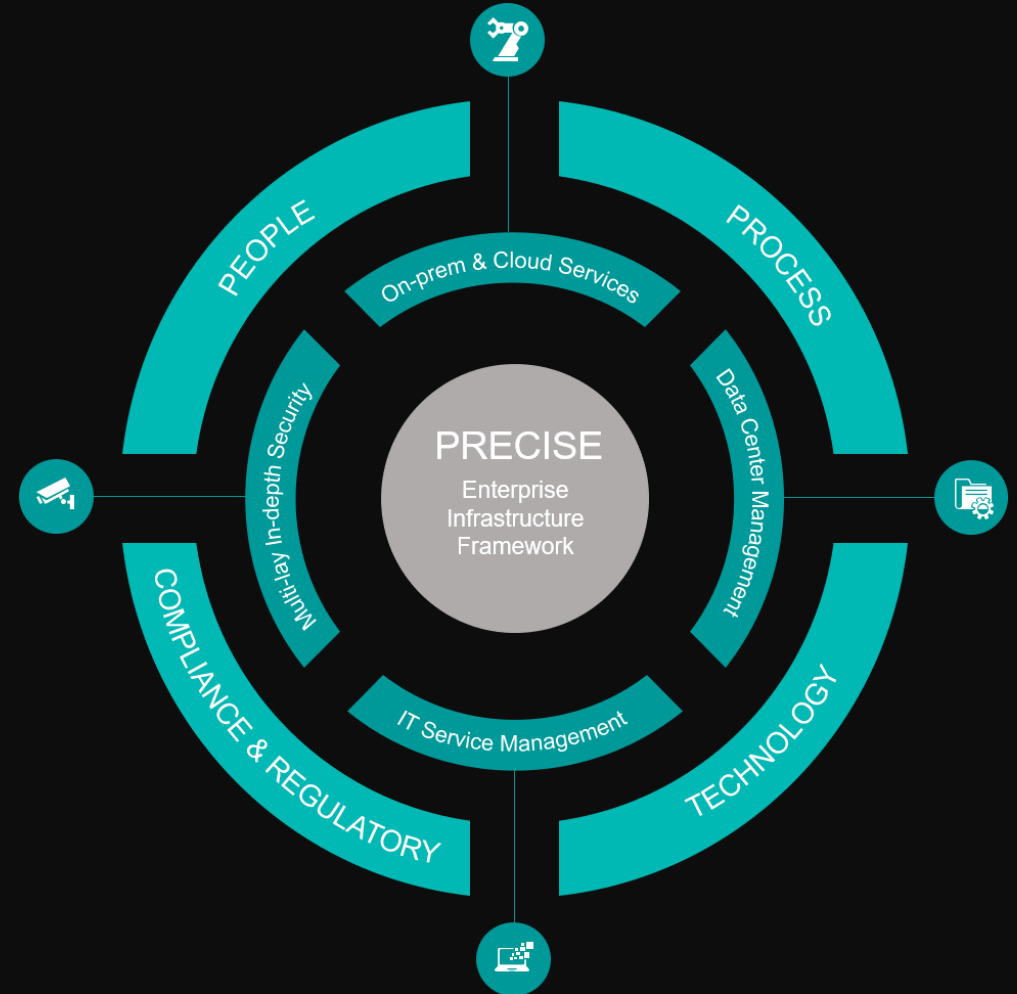 PEOPLE
PROCESS
On-prem & Cloud Services
Multi-lay In-depth Security
Data Center Management
PRECISE
Enterprise
Infrastructure
Framework
IT Service Management
COMPLIANCE & REGULATORY
TECHNOLOGY